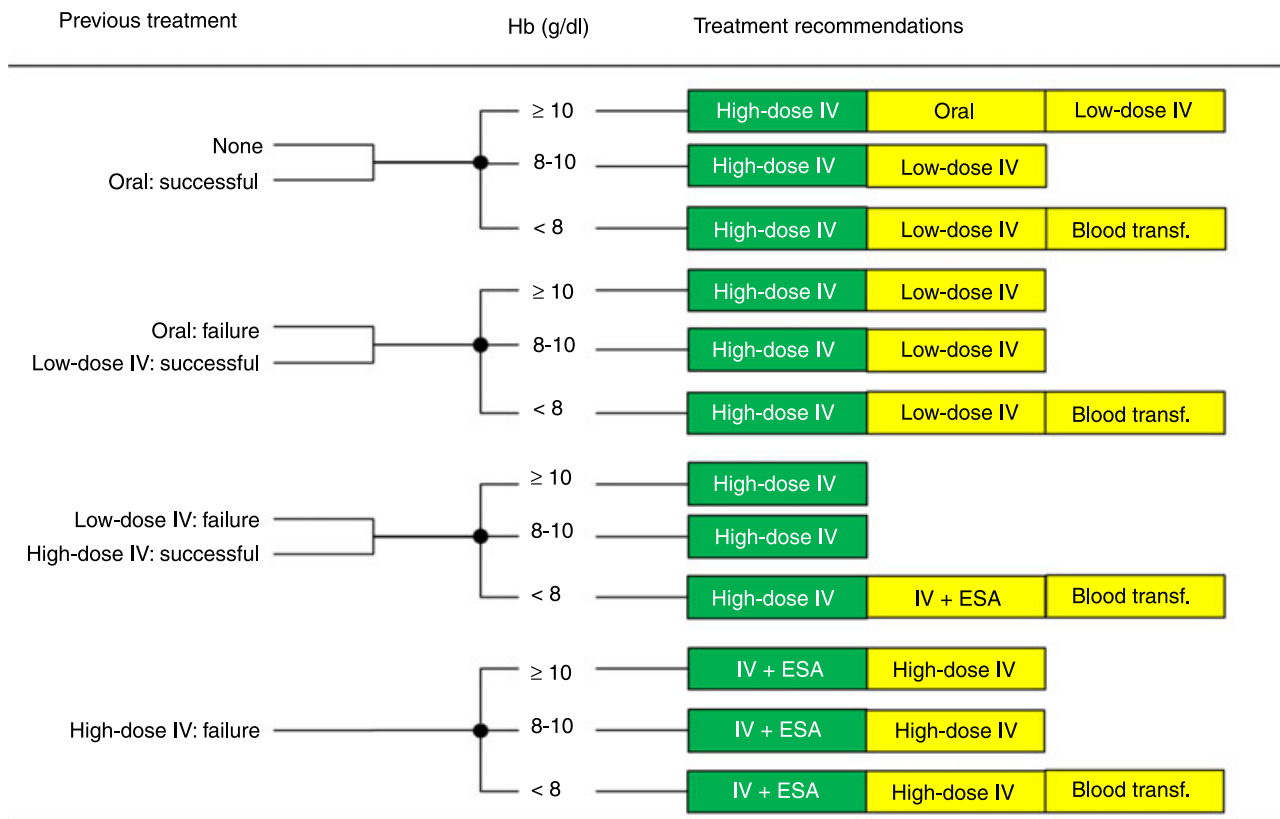 Previous treatment Hb (g/dl) Treatment recommendations
≥ 10 High-dose IV Oral Low-dose IV
None
8-10 High-dose IV Low-dose IV
Oral: successful
< 8 High-dose IV Low-dose IV Blood transf.
≥ 10 High-dose IV Low-dose IV
Oral: failure
8-10 High-dose IV Low-dose IV
Low-dose IV: successful
< 8 High-dose IV Low-dose IV Blood transf.
≥ 10 High-dose IV
Low-dose IV: failure
8-10 High-dose IV
High-dose IV: successful
< 8 High-dose IV IV + ESA Blood transf.
≥ 10 IV + ESA High-dose IV
High-dose IV: failure 8-10 IV + ESA High-dose IV
< 8 IV + ESA High-dose IV Blood transf.